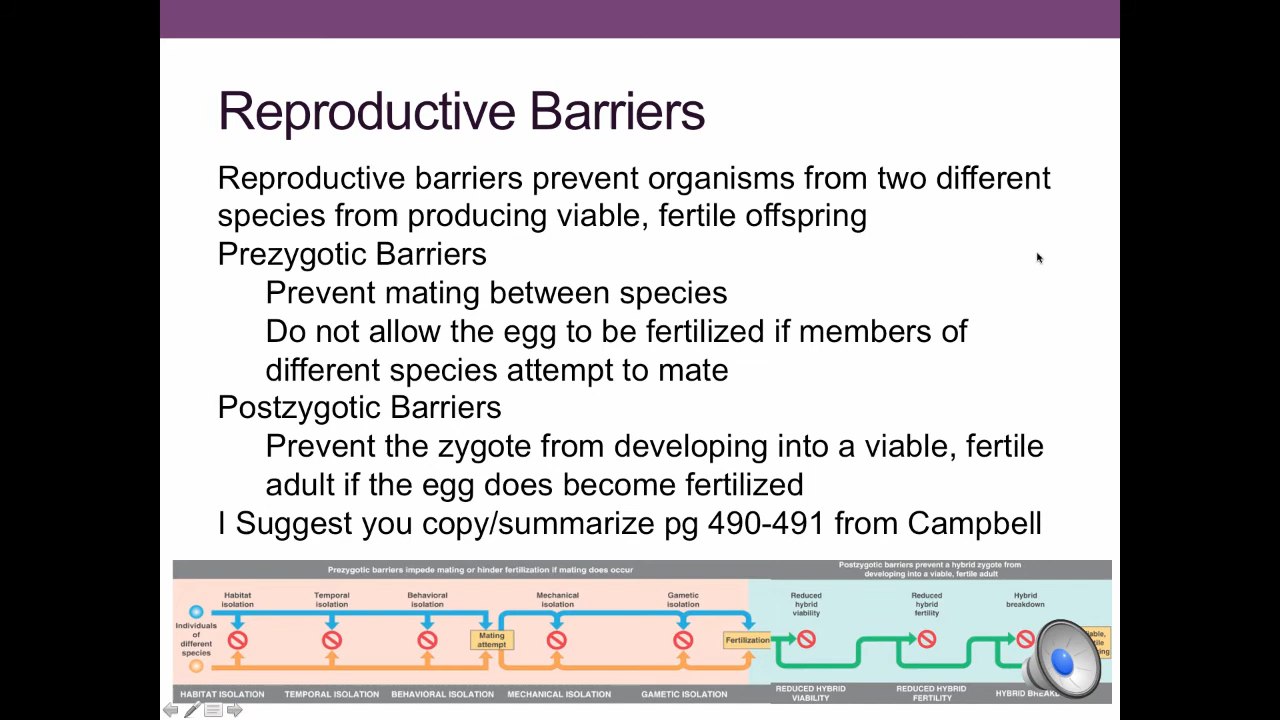 Reproductive Barriers
Reproductive barriers prevent organisms from two different
species from producing viable, fertile offspring
Prezygotic Barriers
Prevent mating between species
Do not allow the egg to be fertilized if members of
different species attempt to mate
Postzygotic Barriers
Prevent the zygote from developing into a viable, fertile
adult if the egg does become fertilized
I Suggest you copy/summarize pg 490-491 from Campbell
Prezygotic barriers impede mating or hinder fertilization if mating does occur
Postzygotic barriers prevent a hybrid zygote from
developing into a viable, fertile adult
Habitat
isolation
Temporal
isolation
Behavioral
isolation
Mechanical
isolation
Gametic
isolation
Reduced
hybrid
viability
Reduced
hybrid
fertility
Hybrid
breakdown
Individuals
of
different
species
Mating
attempt
Fertilization
HABITAT ISOLATION
TEMPORAL ISOLATION
BEHAVIORAL ISOLATION
MECHANICAL ISOLATION
GAMETIC ISOLATION
REDUCED HYBRID
VIABILITY
REDUCED HYBRID
FERTILITY
HYBRID